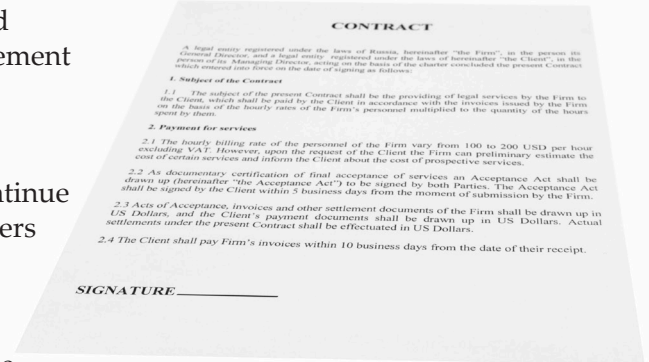 d
ement
ntinue
ers
CONTRACT
A legal entity registered under the laws of Russia, hereinafter "the Firm", in the person its
General Director, and a legal entity registered under the laws of hereinafter "the Client", in the
person of its Managing Director, acting on the basis of the charter concluded the present Contract
which entered into force on the date of signing as follows:
1. Subject of the Contract
1.1 The subject of the present Contract shall be the providing of legal services by the Firm to
the Client, which shall be paid by the Client in accordance with the invoices issued by the Firm
on the basis of the hourly rates of the Firm's personnel multiplied to the quantity of the hours
spent by them.
2. Payment for services
2.1 The hourly billing rate of the personnel of the Firm vary from 100 to 200 USD per hour
excluding VAT. However, upon the request of the Client the Firm can preliminary estimate the
cost of certain services and inform the Client about the cost of prospective services.
2.2 As documentary certification of final acceptance of services an Acceptance Act shall be
drawn up (hereinafter "the Acceptance Act") to be signed by both Parties. The Acceptance Act
shall be signed by the Client within 5 business days from the moment of submission by the Firm.
2.3 Acts of Acceptance, invoices and other settlement documents of the Firm shall be drawn up in
US Dollars, and the Client's payment documents shall be drawn up in US Dollars. Actual
settlements under the present Contract shall be effectuated in US Dollars.
2.4 The Client shall pay Firm's invoices within 10 business days from the date of their receipt.
SIGNATURE